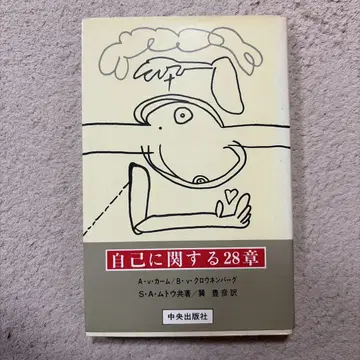 自己に関する28章
A・v・カーム／B・v・クロウネンバーグ
S・A・ムトウ共著／巽 豊彦訳
中央出版社